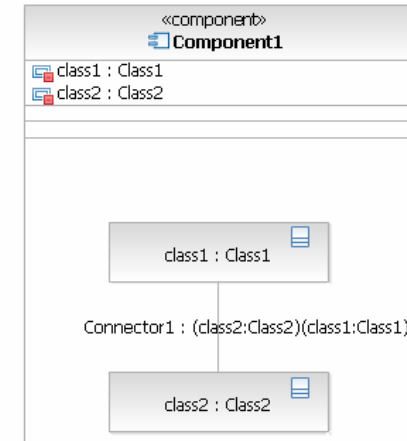 «component»
Component1
class1 : Class1
class2 : Class2
class1 : Class1
Connector1 : (class2:Class2)(class1:Class1)
class2 : Class2